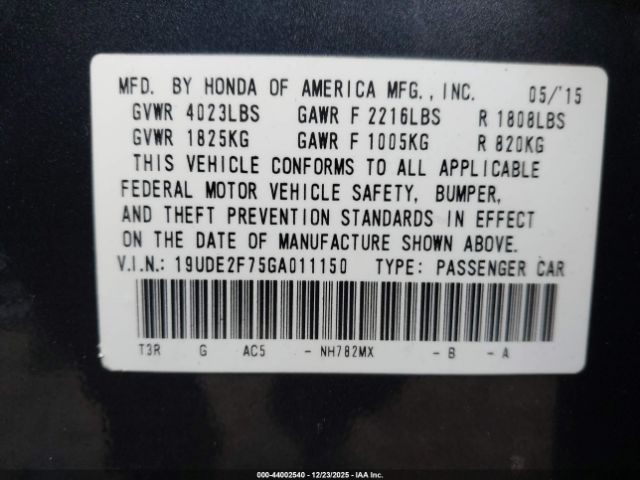 MFD. BY HONDA OF AMERICA MFG., INC. 05/'15
GVWR 4023LBS GAWR F 2216LBS R 1808LBS
GVWR 1825KG GAWR F 1005KG R 820KG
THIS VEHICLE CONFORMS TO ALL APPLICABLE
FEDERAL MOTOR VEHICLE SAFETY, BUMPER,
AND THEFT PREVENTION STANDARDS IN EFFECT
ON THE DATE OF MANUFACTURE SHOWN ABOVE.
V.I.N.: 19UDE2F75GA011150 TYPE: PASSENGER CAR
T3R G AC5 - NH782MX - B - A
000-44002540 - 12/23/2025 - IAA Inc.